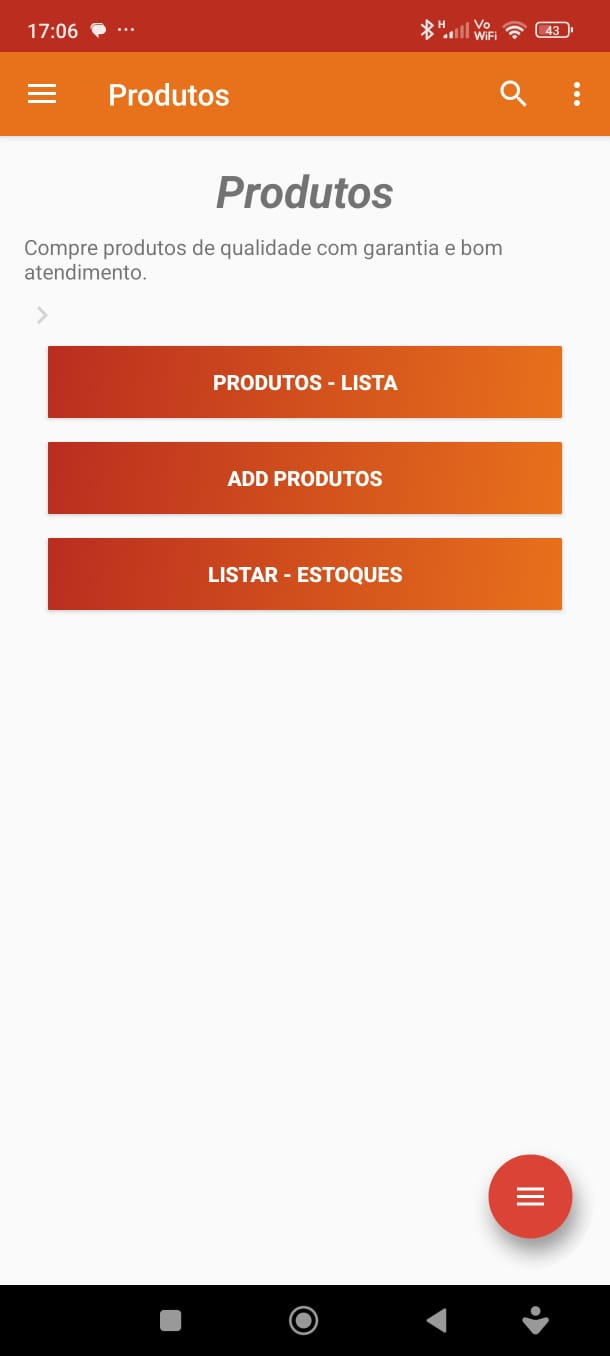 17:06
H
Vo
WiFi
43
Produtos
Produtos
Compre produtos de qualidade com garantia e bom
atendimento.
PRODUTOS - LISTA
ADD PRODUTOS
LISTAR - ESTOQUES